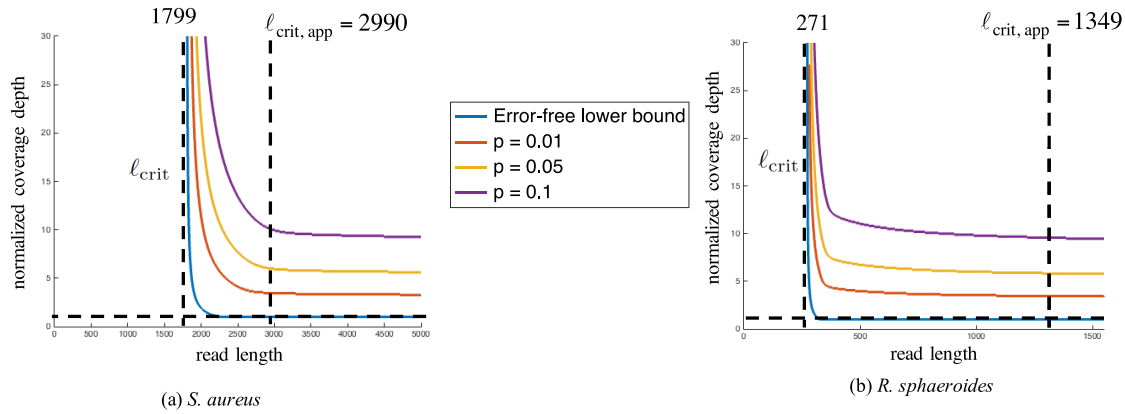 1799
ℓcrit, app = 2990
30
25
20
15
10
5
0
normalized coverage depth
ℓcrit
0 500 1000 1500 2000 2500 3000 3500 4000 4500 5000
read length
(a) S. aureus
Error-free lower bound
p = 0.01
p = 0.05
p = 0.1
271
ℓcrit, app = 1349
30
25
20
15
10
5
0
normalized coverage depth
ℓcrit
0 500 1000 1500
read length
(b) R. sphaeroides